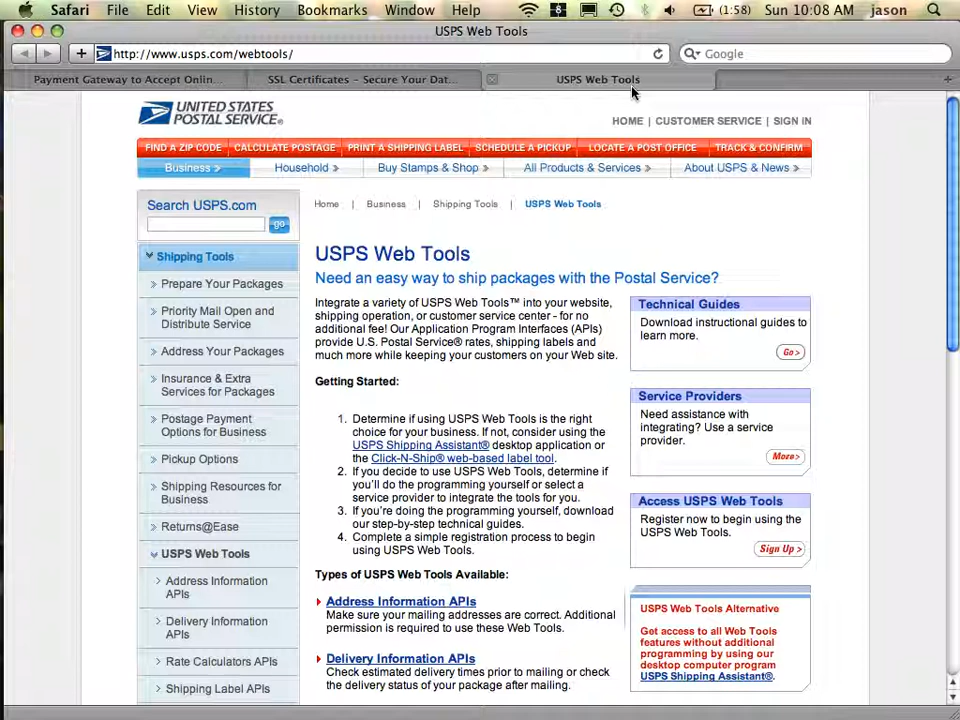 Safari File Edit View History Bookmarks Window Help (1:58) Sun 10:08 AM jason
USPS Web Tools
http://www.usps.com/webtools/
Google
Payment Gateway to Accept Onlin...
SSL Certificates – Secure Your Dat...
USPS Web Tools
UNITED STATES
POSTAL SERVICE®
HOME | CUSTOMER SERVICE | SIGN IN
FIND A ZIP CODE CALCULATE POSTAGE PRINT A SHIPPING LABEL SCHEDULE A PICKUP LOCATE A POST OFFICE TRACK & CONFIRM
Business > Household > Buy Stamps & Shop > All Products & Services > About USPS & News >
Search USPS.com
go
Home | Business | Shipping Tools | USPS Web Tools
Shipping Tools
Prepare Your Packages
Priority Mail Open and
Distribute Service
Address Your Packages
Insurance & Extra
Services for Packages
Postage Payment
Options for Business
Pickup Options
Shipping Resources for
Business
Returns@Ease
USPS Web Tools
Address Information
APIs
Delivery Information
APIs
Rate Calculators APIs
Shipping Label APIs
USPS Web Tools
Need an easy way to ship packages with the Postal Service?
Integrate a variety of USPS Web Tools™ into your website,
shipping operation, or customer service center - for no
additional fee! Our Application Program Interfaces (APIs)
provide U.S. Postal Service® rates, shipping labels and
much more while keeping your customers on your Web site.
Getting Started:
1. Determine if using USPS Web Tools is the right
choice for your business. If not, consider using the
USPS Shipping Assistant® desktop application or
the Click-N-Ship® web-based label tool.
2. If you decide to use USPS Web Tools, determine if
you'll do the programming yourself or select a
service provider to integrate the tools for you.
3. If you're doing the programming yourself, download
our step-by-step technical guides.
4. Complete a simple registration process to begin
using USPS Web Tools.
Types of USPS Web Tools Available:
Address Information APIs
Make sure your mailing addresses are correct. Additional
permission is required to use these Web Tools.
Delivery Information APIs
Check estimated delivery times prior to mailing or check
the delivery status of your package after mailing.
Technical Guides
Download instructional guides to
learn more.
Go >
Service Providers
Need assistance with
integrating? Use a service
provider.
More >
Access USPS Web Tools
Register now to begin using the
Web Tools.
Sign Up >
USPS Web Tools Alternative
Get access to all Web Tools
features without additional
programming by using our
desktop computer program
USPS Shipping Assistant®.